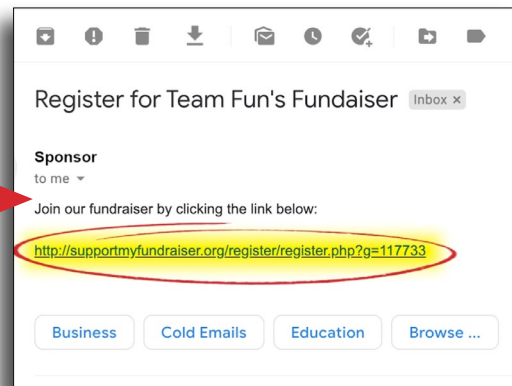 Register for Team Fun's Fundaiser Inbox ×
Sponsor
to me
Join our fundraiser by clicking the link below:
http://supportmyfundraiser.org/register/register.php?g=117733
Business Cold Emails Education Browse ...